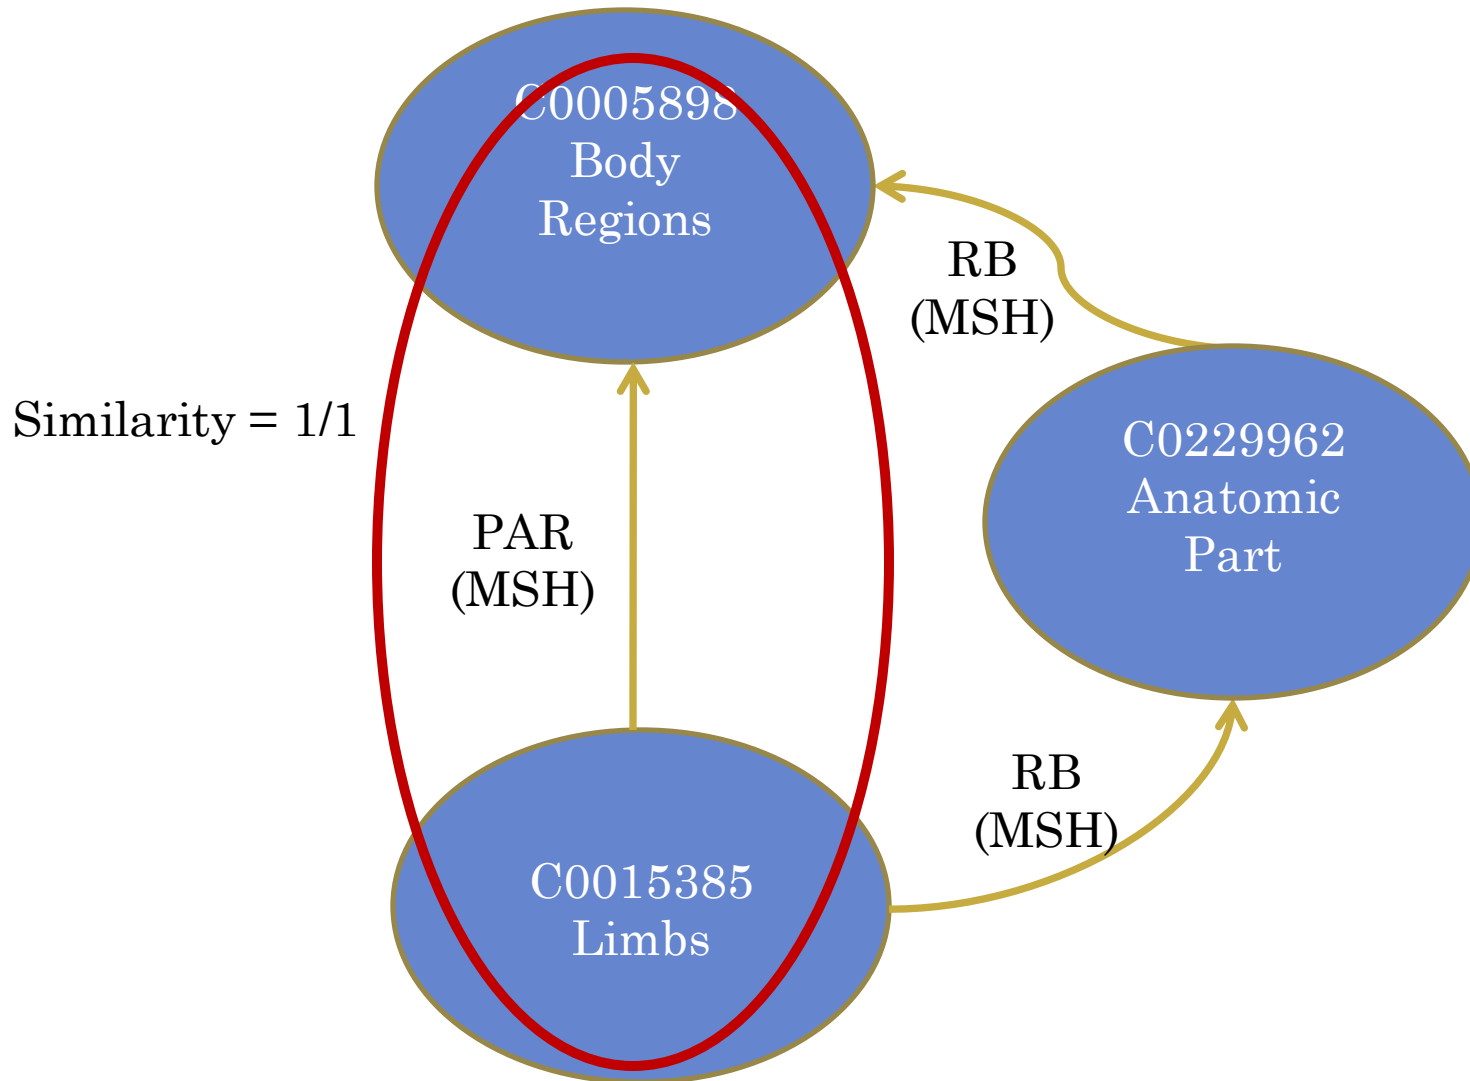 C0005898
Body
Regions
RB
(MSH)
Similarity = 1/1
C0229962
Anatomic
Part
PAR
(MSH)
RB
(MSH)
C0015385
Limbs